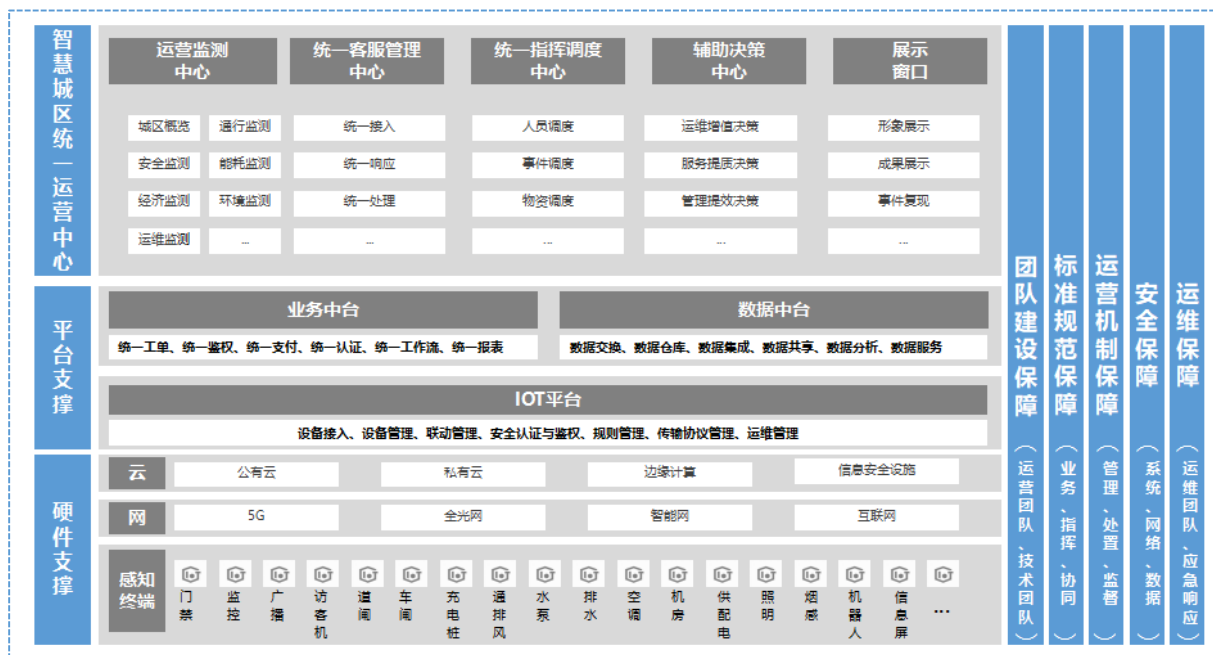 智慧城区统一运营中心
运营监测
中心
统一客服管理
中心
统一指挥调度
中心
辅助决策
中心
展示
窗口
城区概览 通行监测 统一接入 人员调度 运维增值决策 形象展示
安全监测 能耗监测 统一响应 事件调度 服务提质决策 成果展示
经济监测 环境监测 统一处理 物资调度 管理提效决策 事件复现
运维监测 ... ... ... ... ...
平台支撑
业务中台
统一工单、统一鉴权、统一支付、统一认证、统一工作流、统一报表
数据中台
数据交换、数据仓库、数据集成、数据共享、数据分析、数据服务
IOT平台
设备接入、设备管理、联动管理、安全认证与鉴权、规则管理、传输协议管理、运维管理
硬件支撑
云 公有云 私有云 边缘计算 信息安全设施
网 5G 全光网 智能网 互联网
感知
终端
门禁
监控
广播
访客机
道闸
车闸
充电桩
通排风
水泵
排水
空调
机房
供配电
照明
烟感
机器人
信息屏
...
团队建设保障（运营团队、技术团队）
标准规范保障（业务、指挥、协同）
运营机制保障（管理、处置、监督）
安全保障（系统、网络、数据）
运维保障（运维团队、应急响应）